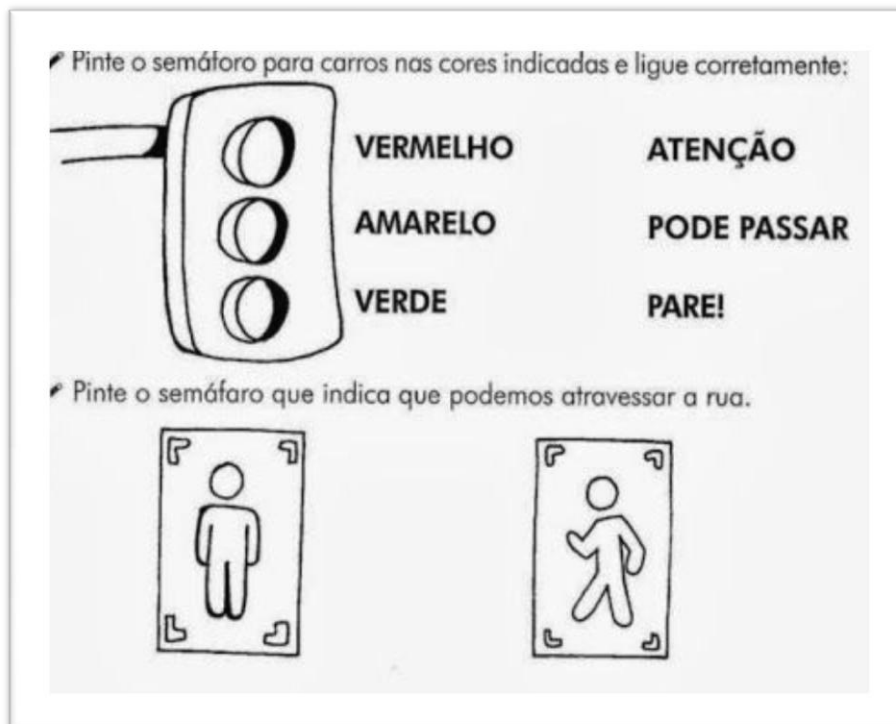 Pinte o semáforo para carros nas cores indicadas e ligue corretamente:
VERMELHO ATENÇÃO
AMARELO PODE PASSAR
VERDE PARE!
Pinte o semáfaro que indica que podemos atravessar a rua.